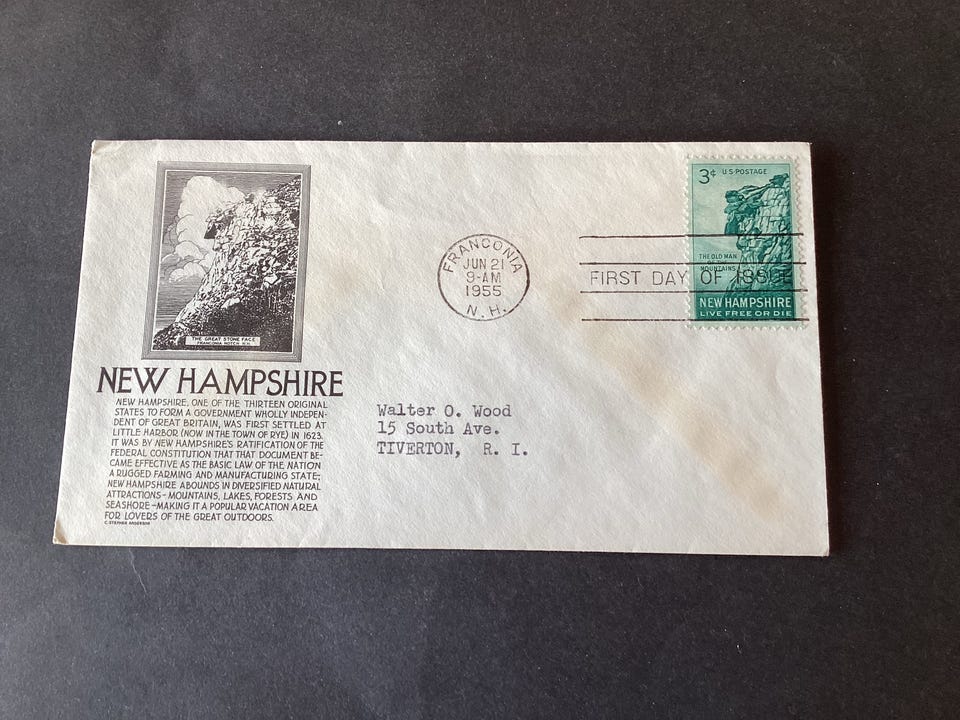 THE GREAT STONE FACE
FRANCONIA NOTCH N.H.
NEW HAMPSHIRE
NEW HAMPSHIRE, ONE OF THE THIRTEEN ORIGINAL
STATES TO FORM A GOVERNMENT WHOLLY INDEPEN-
DENT OF GREAT BRITAIN, WAS FIRST SETTLED AT
LITTLE HARBOR (NOW IN THE TOWN OF RYE) IN 1623.
IT WAS BY NEW HAMPSHIRE'S RATIFICATION OF THE
FEDERAL CONSTITUTION THAT THAT DOCUMENT BE-
CAME EFFECTIVE AS THE BASIC LAW OF THE NATION
A RUGGED FARMING AND MANUFACTURING STATE;
NEW HAMPSHIRE ABOUNDS IN DIVERSIFIED NATURAL
ATTRACTIONS-MOUNTAINS, LAKES, FORESTS AND
SEASHORE-MAKING IT A POPULAR VACATION AREA
FOR LOVERS OF THE GREAT OUTDOORS.
C. STEPHEN ANDERSON
FRANCONIA
JUN 21
9-AM
1955
N.H.
FIRST DAY OF ISSUE
3¢ U.S POSTAGE
THE OLD MAN
OF THE
MOUNTAINS
NEW HAMPSHIRE
LIVE FREE OR DIE
Walter O. Wood
15 South Ave.
TIVERTON, R. I.